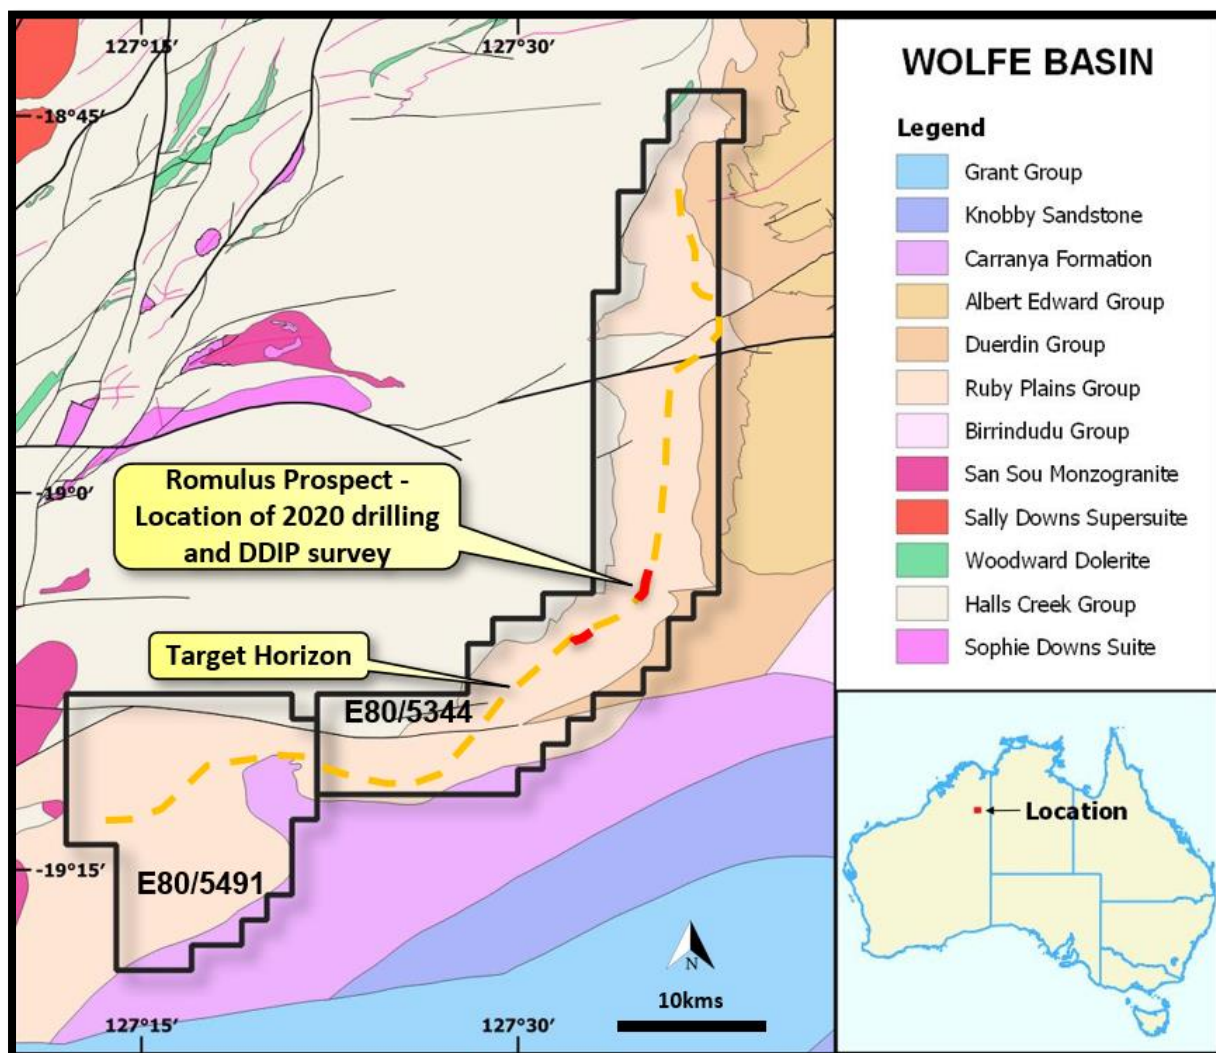 127°15′
127°30′
-18°45′
-19°0′
Romulus Prospect -
Location of 2020 drilling
and DDIP survey
Target Horizon
E80/5344
E80/5491
-19°15′
N
10kms
127°15′
127°30′
WOLFE BASIN
Legend
Grant Group
Knobby Sandstone
Carranya Formation
Albert Edward Group
Duerdin Group
Ruby Plains Group
Birrindudu Group
San Sou Monzogranite
Sally Downs Supersuite
Woodward Dolerite
Halls Creek Group
Sophie Downs Suite
Location